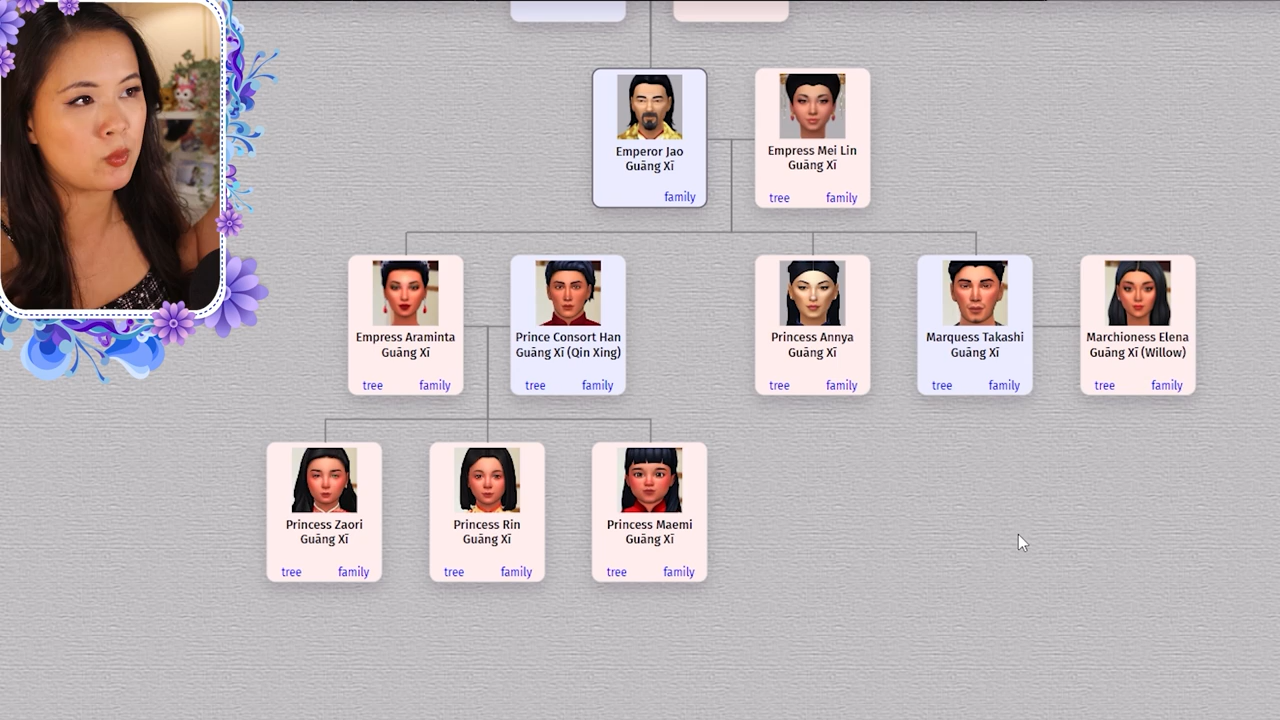 Emperor Jao
Guāng Xī
family
Empress Mei Lin
Guāng Xī
tree family
Empress Araminta
Guāng Xī
tree family
Prince Consort Han
Guāng Xī (Qin Xing)
tree family
Princess Annya
Guāng Xī
tree family
Marquess Takashi
Guāng Xī
tree family
Marchioness Elena
Guāng Xī (Willow)
tree family
Princess Zaori
Guāng Xī
tree family
Princess Rin
Guāng Xī
tree family
Princess Maemi
Guāng Xī
tree family